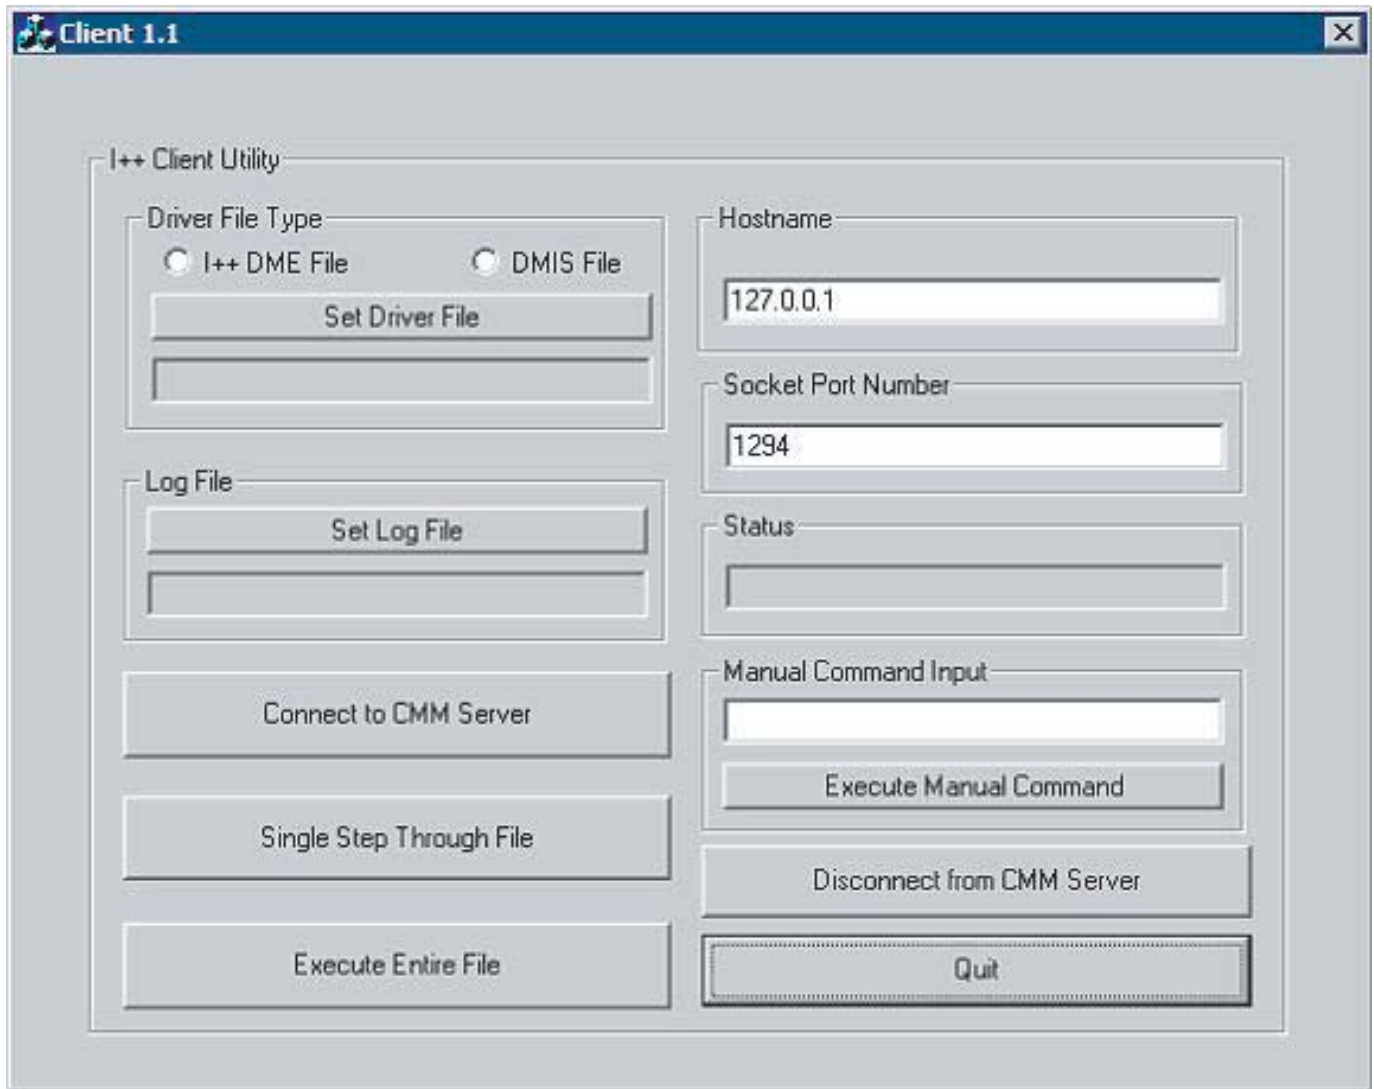 Client 1.1
I++ Client Utility
Driver File Type
I++ DME File
DMIS File
Set Driver File
Log File
Set Log File
Connect to CMM Server
Single Step Through File
Execute Entire File
Hostname
127.0.0.1
Socket Port Number
1294
Status
Manual Command Input
Execute Manual Command
Disconnect from CMM Server
Quit